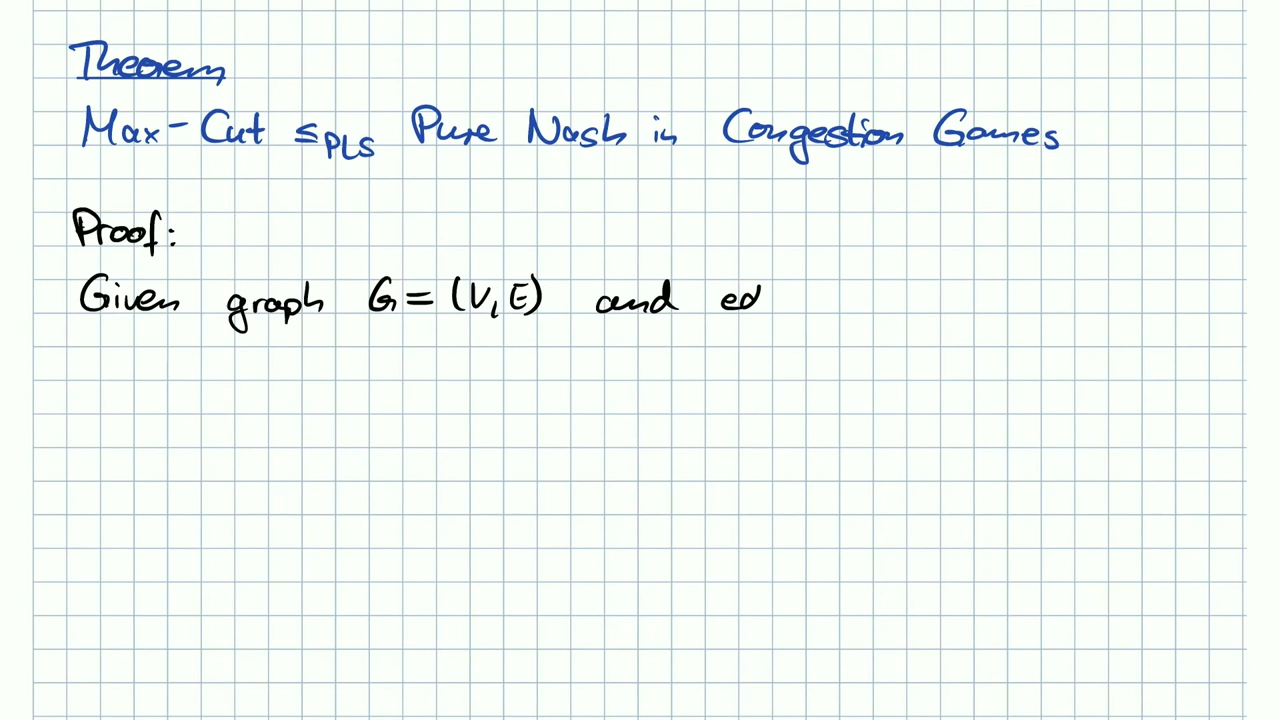 Theorem
Max-Cut ≤PLS Pure Nash in Congestion Games
Proof:
Given graph G=(V,E) and ed